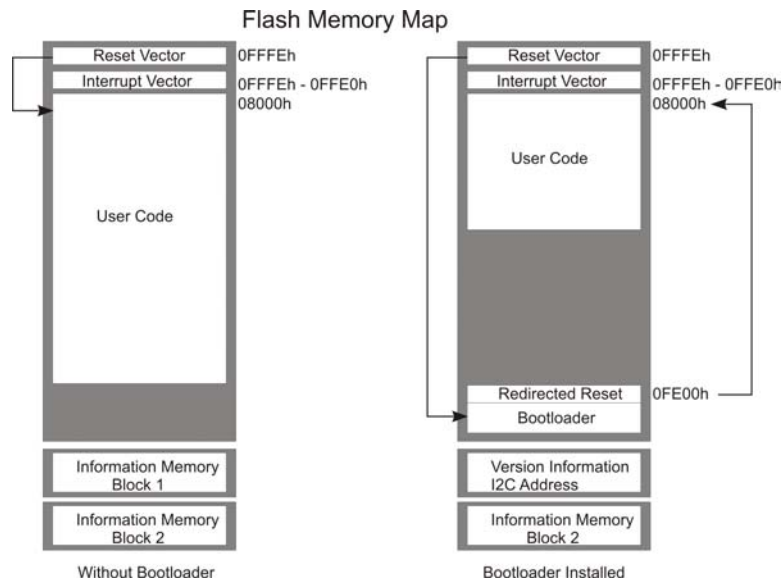 Flash Memory Map
Reset Vector 0FFFEh
Interrupt Vector 0FFFEh - 0FFE0h
08000h
User Code
Information Memory
Block 1
Information Memory
Block 2
Without Bootloader
Reset Vector 0FFFEh
Interrupt Vector 0FFFEh - 0FFE0h
08000h
User Code
Redirected Reset 0FE00h
Bootloader
Version Information
I2C Address
Information Memory
Block 2
Bootloader Installed